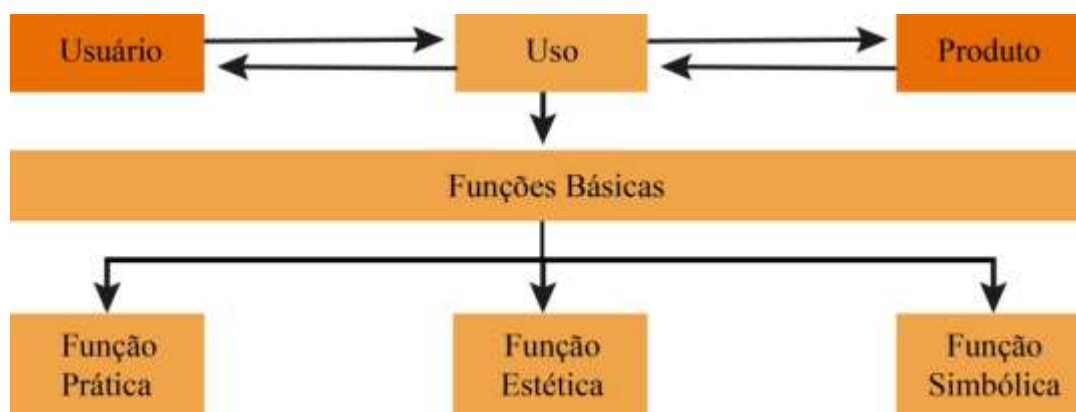 Usuário
Uso
Produto
Funções Básicas
Função
Prática
Função
Estética
Função
Simbólica